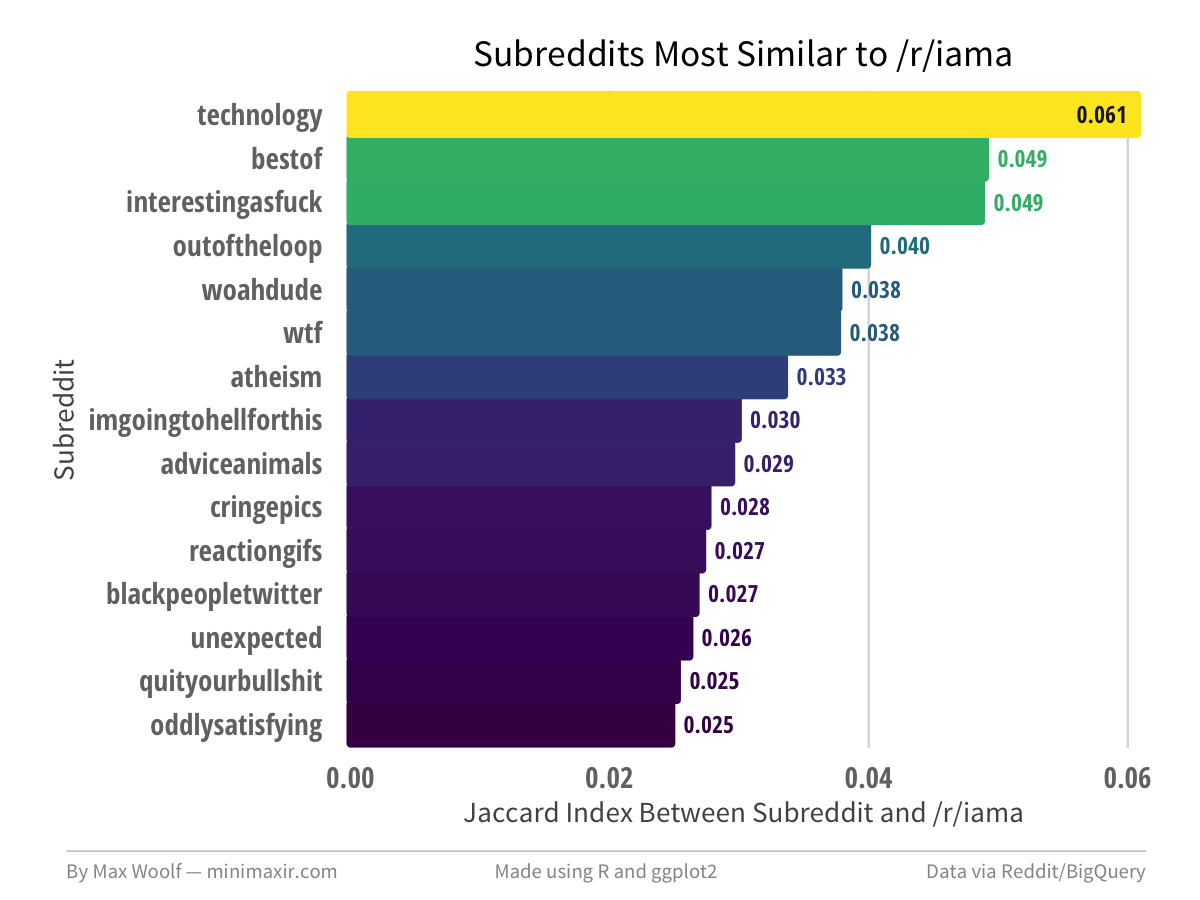 Subreddits Most Similar to /r/iama
technology 0.061
bestof 0.049
interestingasfuck 0.049
outoftheloop 0.040
woahdude 0.038
wtf 0.038
atheism 0.033
imgoingtohellforthis 0.030
adviceanimals 0.029
cringepics 0.028
reactiongifs 0.027
blackpeopletwitter 0.027
unexpected 0.026
quityourbullshit 0.025
oddlysatisfying 0.025
Subreddit
0.00 0.02 0.04 0.06
Jaccard Index Between Subreddit and /r/iama
By Max Woolf — minimaxir.com Made using R and ggplot2 Data via Reddit/BigQuery